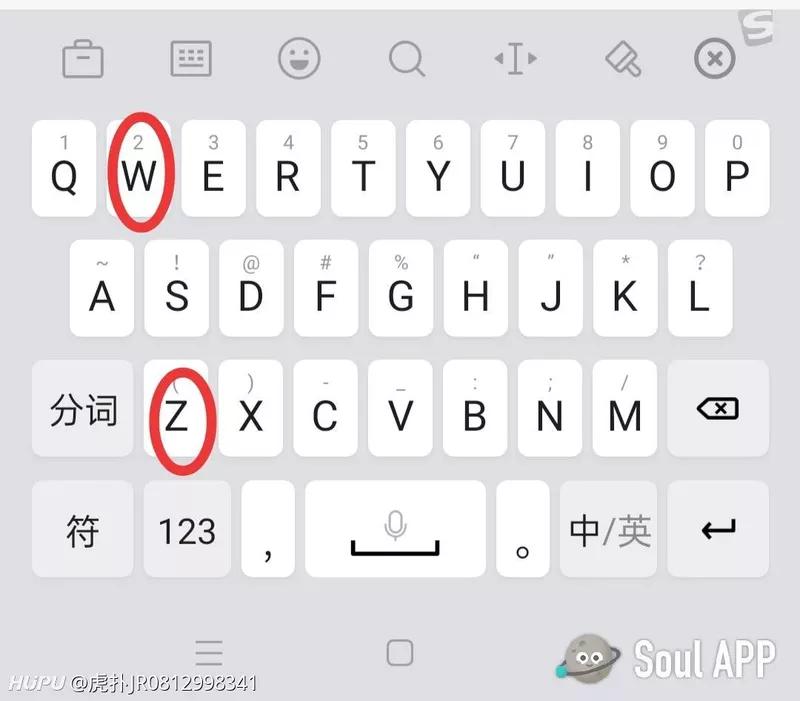 S
1 2 3 4 5 6 7 8 9 0
Q W E R T Y U I O P
~ ! @ # % “ ” * ?
A S D F G H J K L
( ) - _ : ; /
分词 Z X C V B N M
符 123 , 。 中/英
Soul APP
HUPU @虎扑JR0812998341